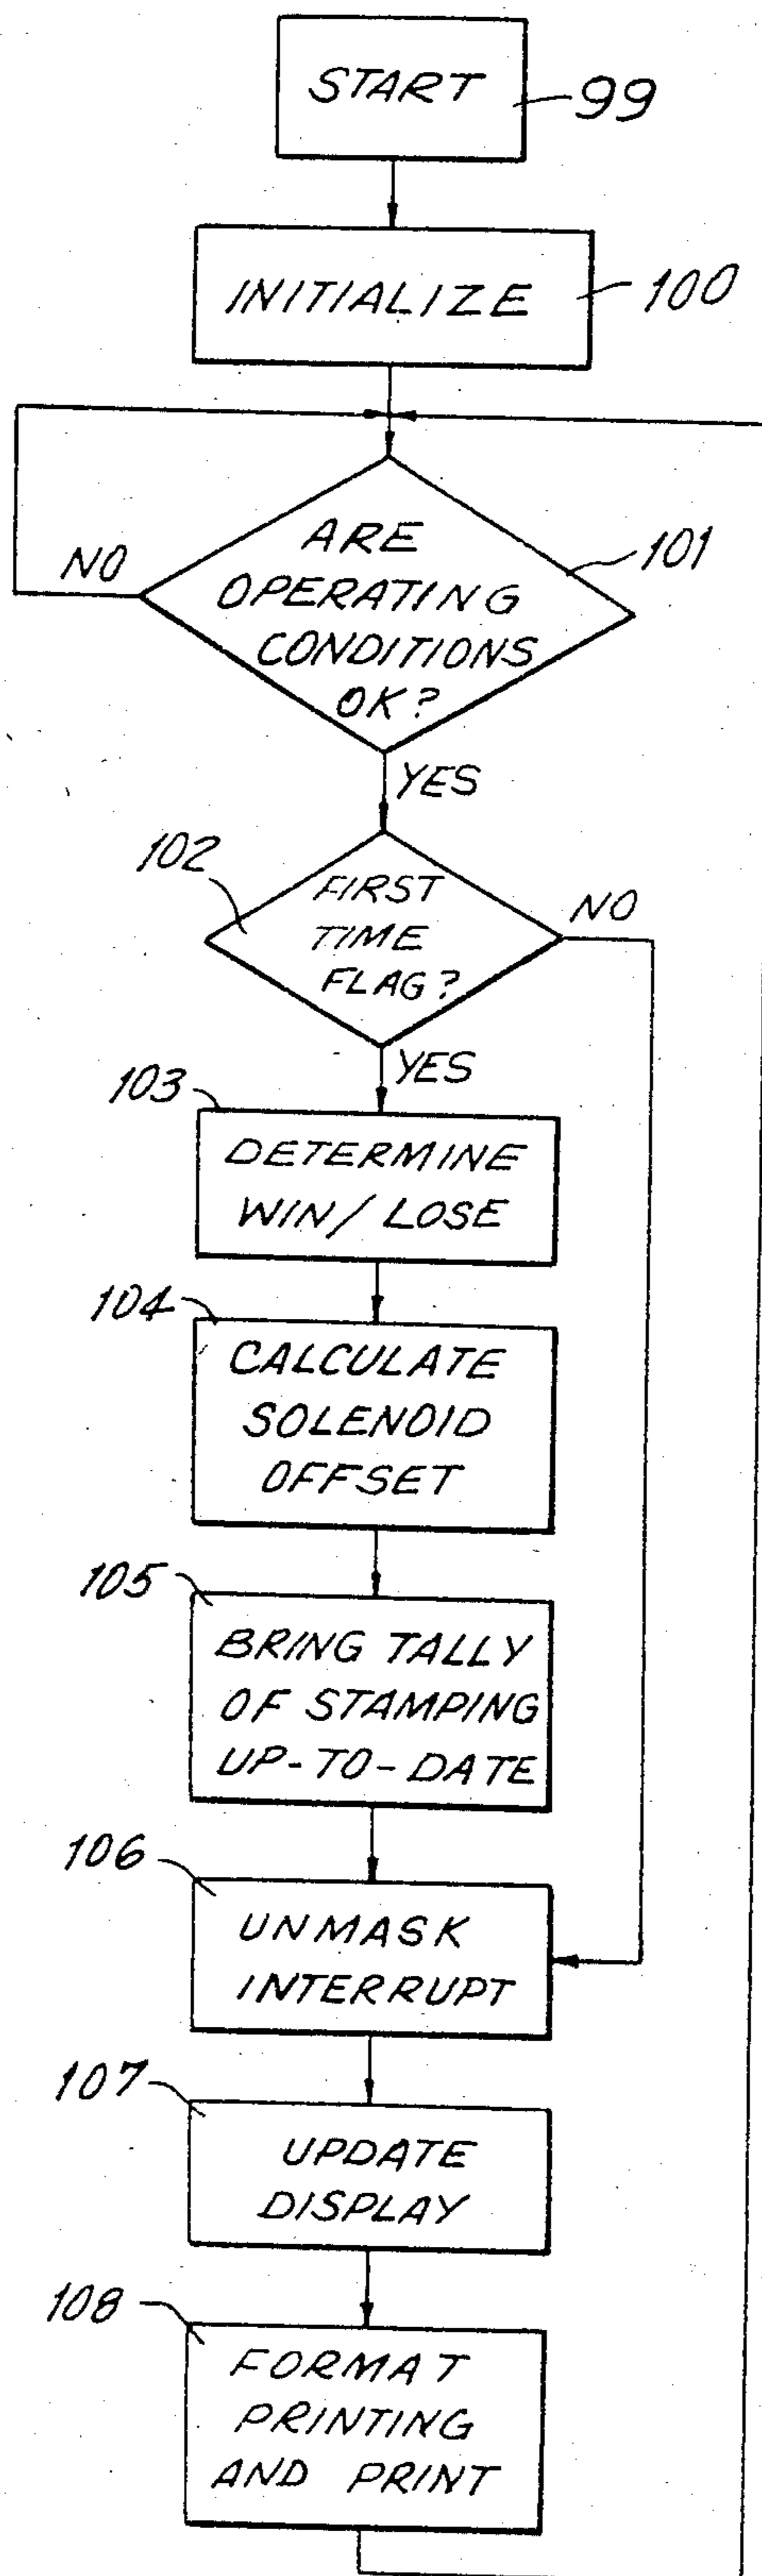 START
99
INITIALIZE
100
ARE
OPERATING
CONDITIONS
OK?
101
NO
YES
102
FIRST
TIME
FLAG?
NO
YES
103
DETERMINE
WIN/LOSE
104
CALCULATE
SOLENOID
OFFSET
105
BRING TALLY
OF STAMPING
UP-TO-DATE
106
UNMASK
INTERRUPT
107
UPDATE
DISPLAY
108
FORMAT
PRINTING
AND PRINT